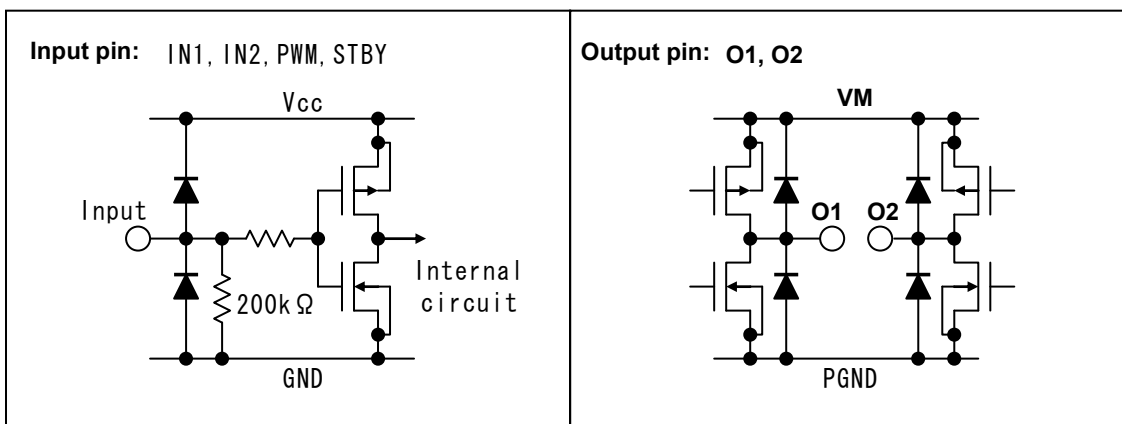 Input pin: IN1, IN2, PWM, STBY
Vcc
Input
200kΩ
Internal
circuit
GND
Output pin: O1, O2
VM
O1 O2
PGND